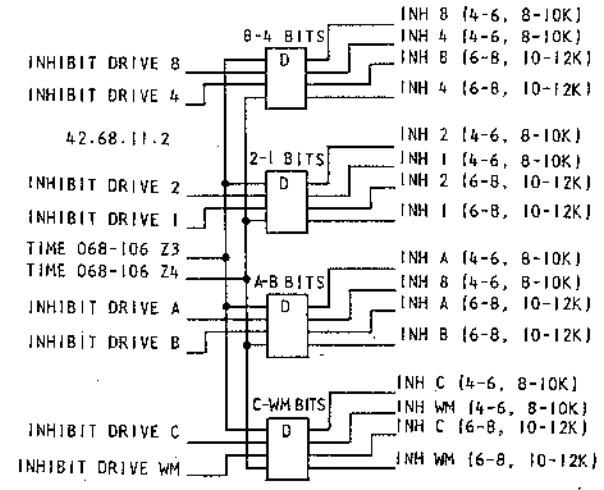 INH 8 (4-6, 8-10K)
8-4 BITS
INH 4 (4-6, 8-10K)
INHIBIT DRIVE 8
D
INH 8 (6-8, 10-12K)
INHIBIT DRIVE 4
INH 4 (6-8, 10-12K)
42.68.11.2
INH 2 (4-6, 8-10K)
2-1 BITS
INH 1 (4-6, 8-10K)
INHIBIT DRIVE 2
D
INH 2 (6-8, 10-12K)
INHIBIT DRIVE 1
INH 1 (6-8, 10-12K)
TIME 068-106 Z3
TIME 068-106 Z4
INH A (4-6, 8-10K)
A-B BITS
INH 8 (4-6, 8-10K)
INHIBIT DRIVE A
D
INH A (6-8, 10-12K)
INHIBIT DRIVE B
INH B (6-8, 10-12K)
INH C (4-6, 8-10K)
C-WM BITS
INH WM (4-6, 8-10K)
INHIBIT DRIVE C
D
INH C (6-8, 10-12K)
INHIBIT DRIVE WM
INH WM (6-8, 10-12K)